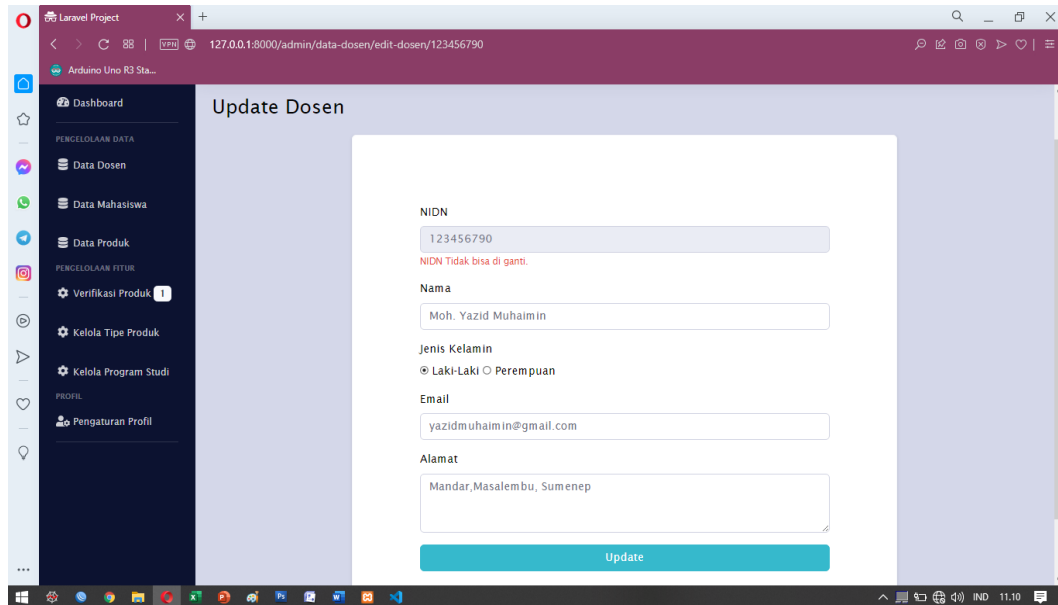 Laravel Project
VPN
127.0.0.1:8000/admin/data-dosen/edit-dosen/123456790
Arduino Uno R3 Sta...
Dashboard
PENGELOLAAN DATA
Data Dosen
Data Mahasiswa
Data Produk
PENGELOLAAN FITUR
Verifikasi Produk 1
Kelola Tipe Produk
Kelola Program Studi
PROFIL
Pengaturan Profil
Update Dosen
NIDN
123456790
NIDN Tidak bisa di ganti.
Nama
Moh. Yazid Muhaimin
Jenis Kelamin
Laki-Laki Perempuan
Email
yazidmuhaimin@gmail.com
Alamat
Mandar,Masalembu, Sumenep
Update
IND 11.10